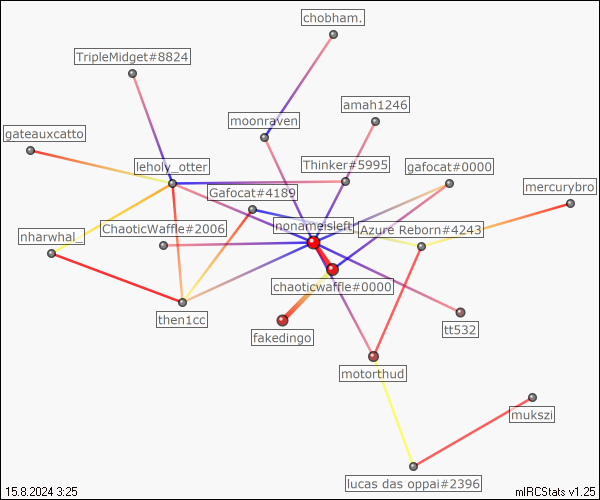 chobham.
TripleMidget#8824
amah1246
moonraven
gateauxcatto
leholy_otter
Thinker#5995
gafocat#0000
mercurybro
Gafocat#4189
ChaoticWaffle#2006
nonameisleft
Azure Reborn#4243
nharwhal_
chaoticwaffle#0000
then1cc
fakedingo
tt532
motorthud
mukszi
lucas das oppai#2396
15.8.2024 3:25
mIRCStats v1.25